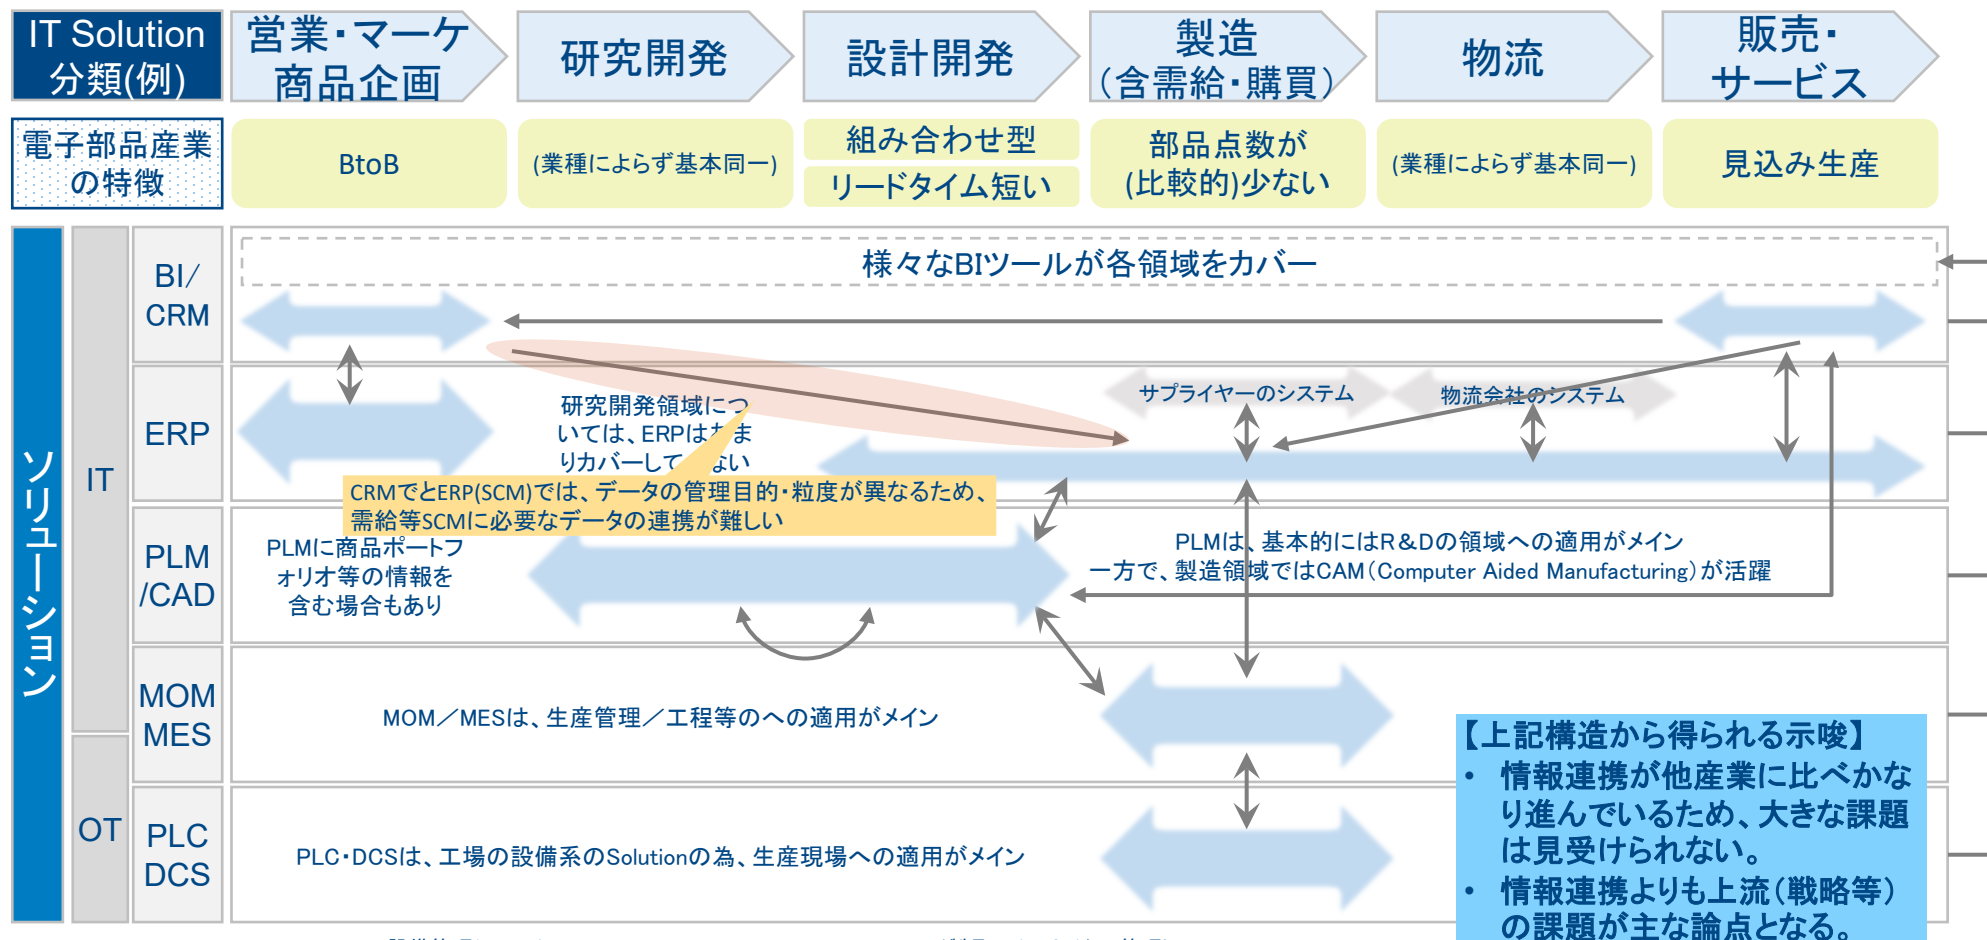 IT Solution
分類(例)
営業・マーケ
商品企画
研究開発
設計開発
製造
（含需給・購買）
物流
販売・
サービス
電子部品産業
の特徴
BtoB
(業種によらず基本同一)
組み合わせ型
リードタイム短い
部品点数が
(比較的)少ない
(業種によらず基本同一)
見込み生産
ソリューション
IT
OT
BI/
CRM
様々なBIツールが各領域をカバー
ERP
研究開発領域につ
いては、ERPはあま
りカバーして
ない
サプライヤーのシステム
物流会社のシステム
CRMでとERP(SCM)では、データの管理目的・粒度が異なるため、
需給等SCMに必要なデータの連携が難しい
PLM
/CAD
PLMに商品ポートフ
ォリオ等の情報を
含む場合もあり
PLMは、基本的にはR＆Dの領域への適用がメイン
一方で、製造領域ではCAM（Computer Aided Manufacturing）が活躍
MOM
MES
MOM／MESは、生産管理／工程等のへの適用がメイン
PLC
DCS
PLC・DCSは、工場の設備系のSolutionの為、生産現場への適用がメイン
【上記構造から得られる示唆】
• 情報連携が他産業に比べかな
り進んでいるため、大きな課題
は見受けられない。
• 情報連携よりも上流（戦略等）
の課題が主な論点となる。